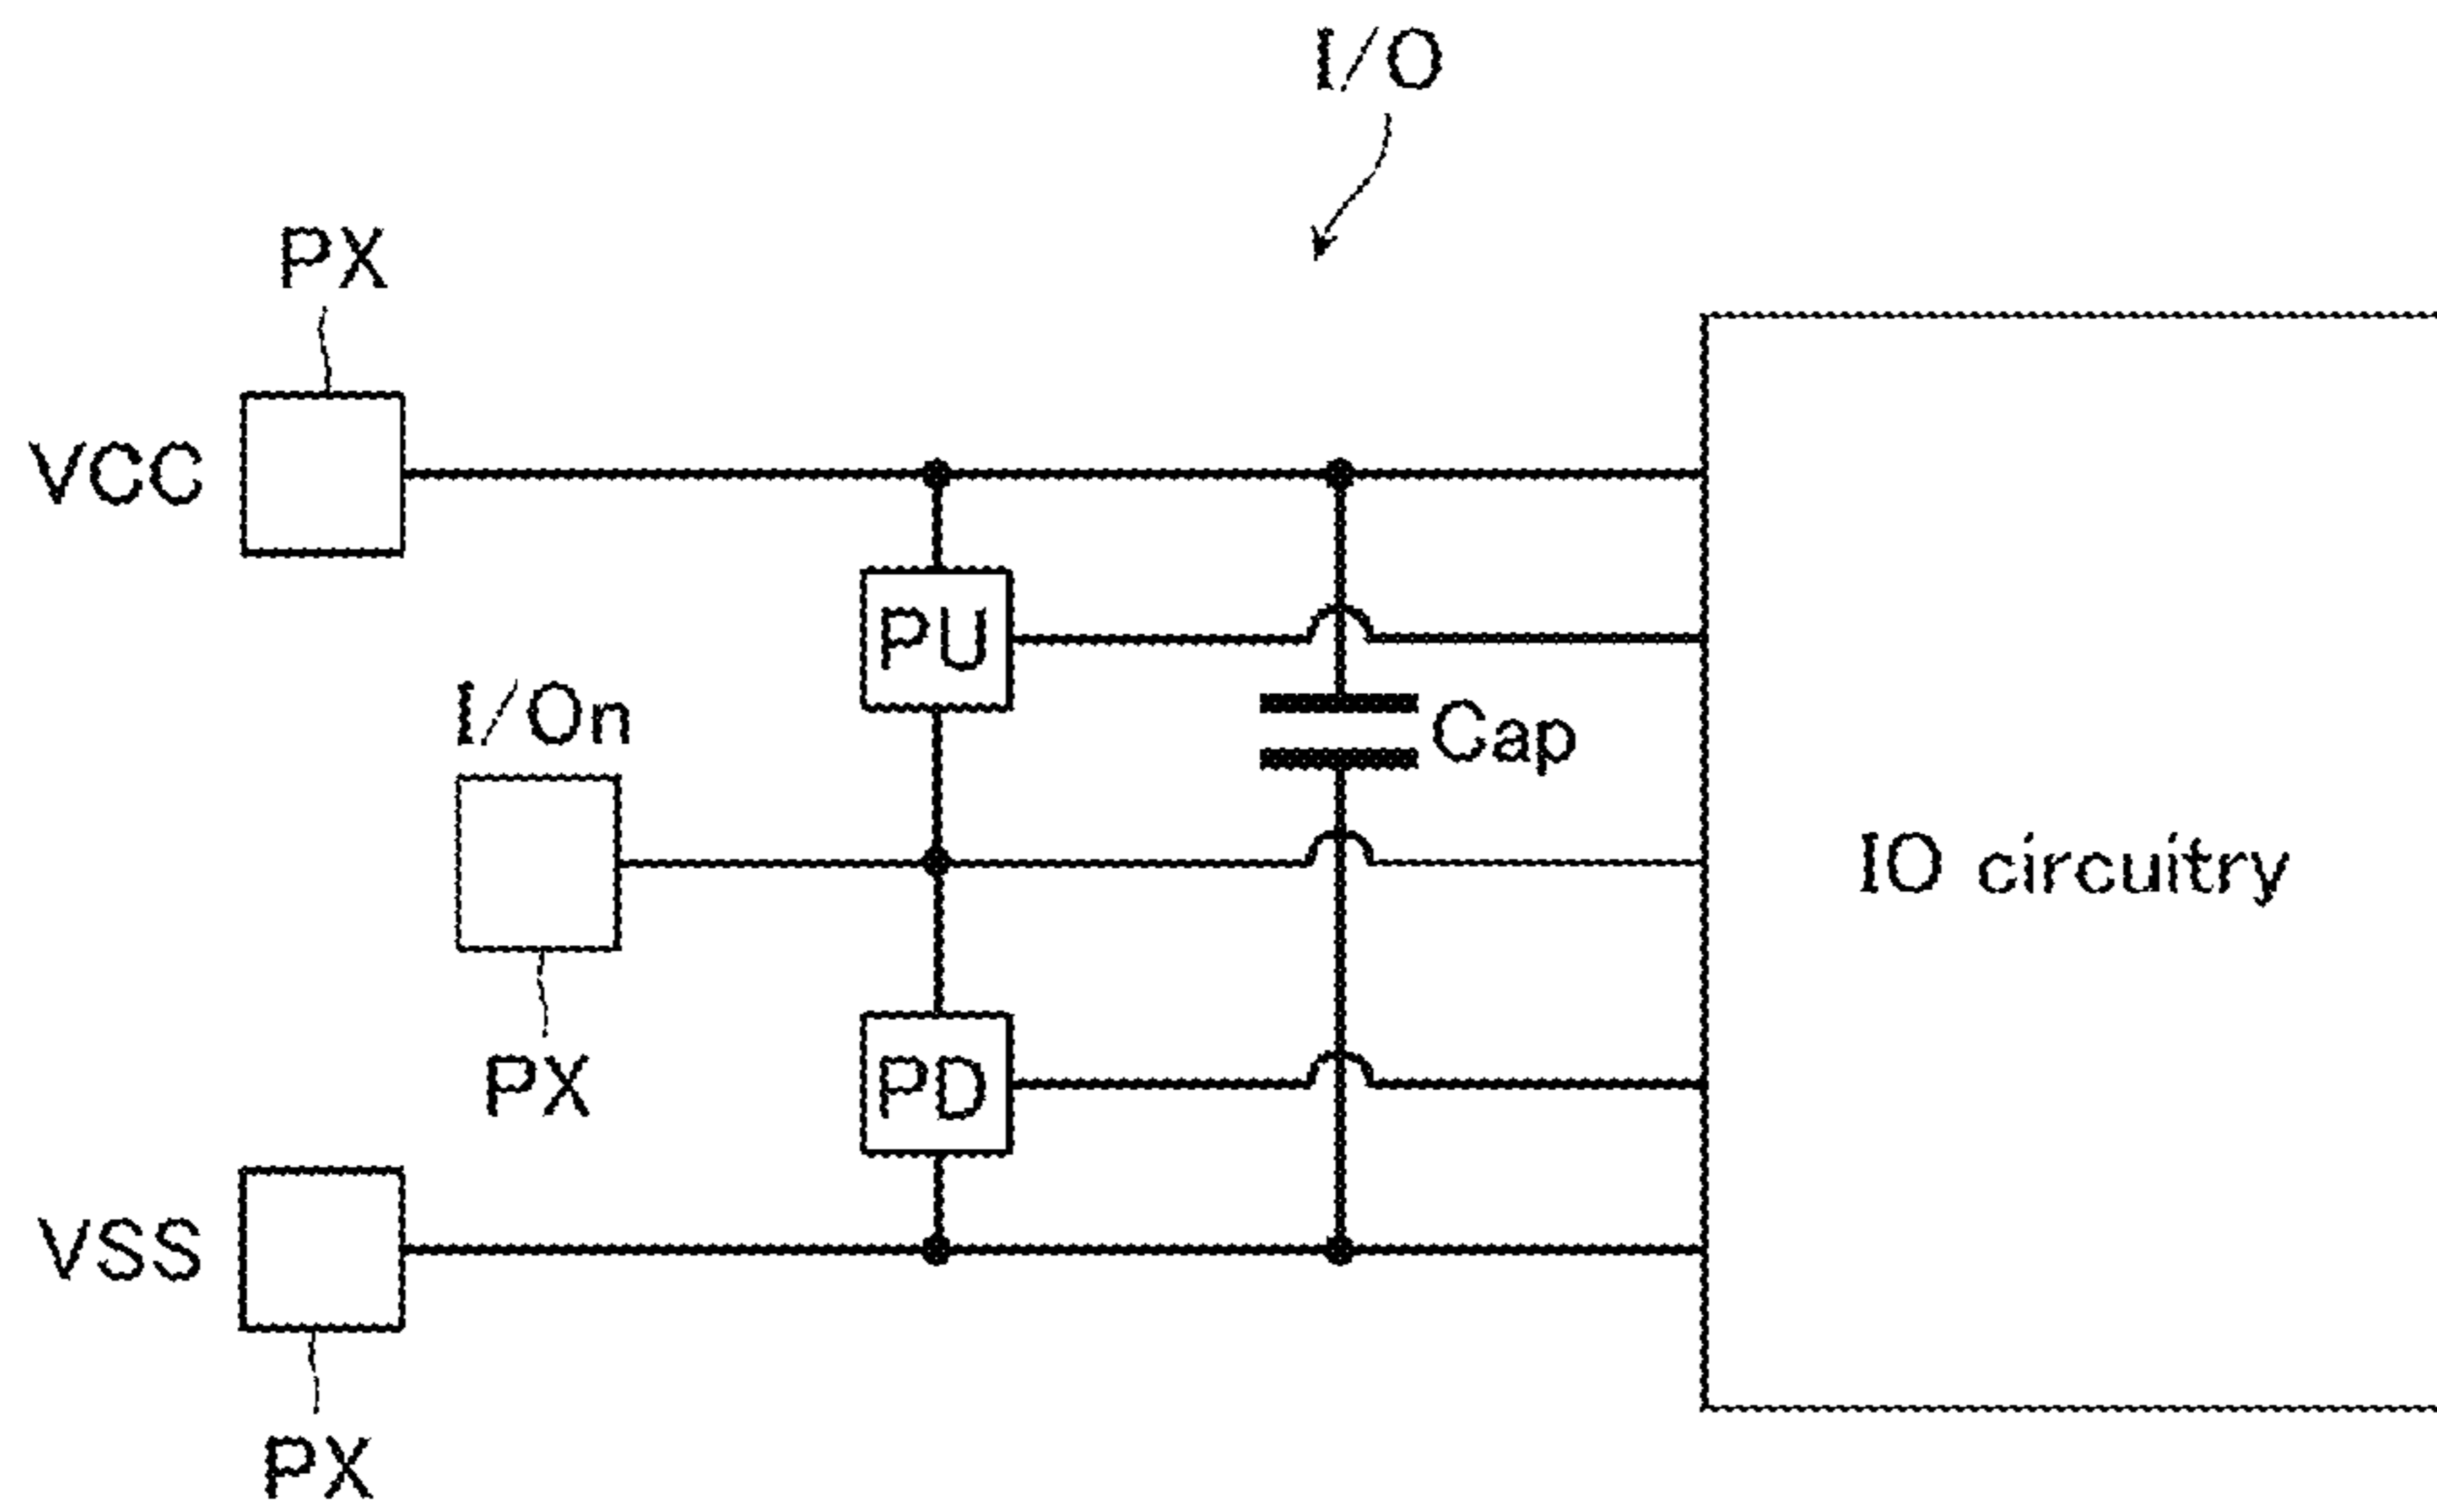 I/O
PX
VCC
PU
I/On
Cap
IO circuitry
PX
PD
VSS
PX